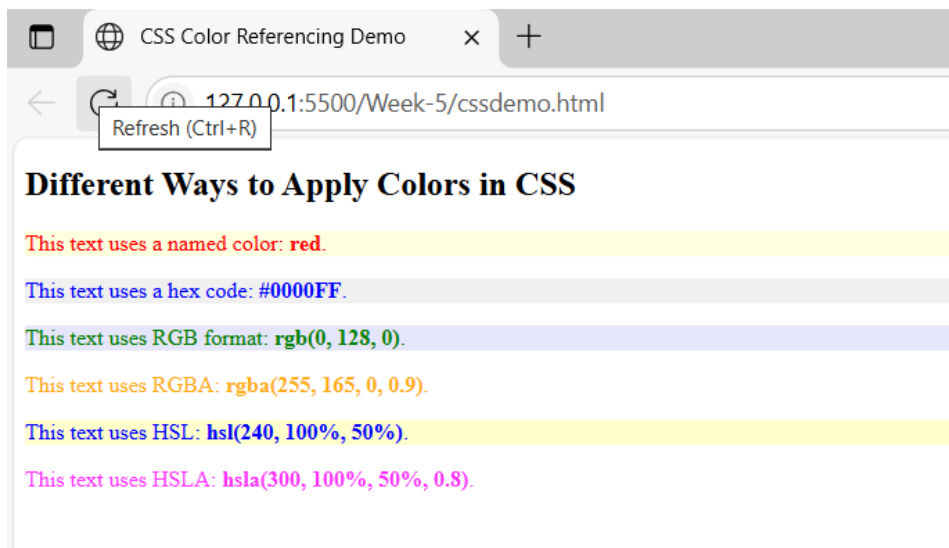 CSS Color Referencing Demo
127.0.0.1:5500/Week-5/cssdemo.html
Refresh (Ctrl+R)
Different Ways to Apply Colors in CSS
This text uses a named color: red.
This text uses a hex code: #0000FF.
This text uses RGB format: rgb(0, 128, 0).
This text uses RGBA: rgba(255, 165, 0, 0.9).
This text uses HSL: hsl(240, 100%, 50%).
This text uses HSLA: hsla(300, 100%, 50%, 0.8).